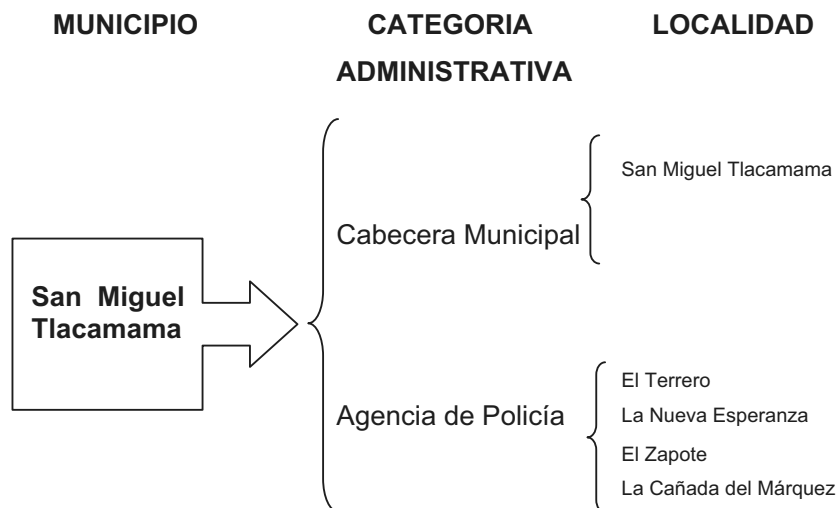 MUNICIPIO
CATEGORIA
ADMINISTRATIVA
LOCALIDAD
San Miguel
Tlacamama
Cabecera Municipal
San Miguel Tlacamama
Agencia de Policía
El Terrero
La Nueva Esperanza
El Zapote
La Cañada del Márquez